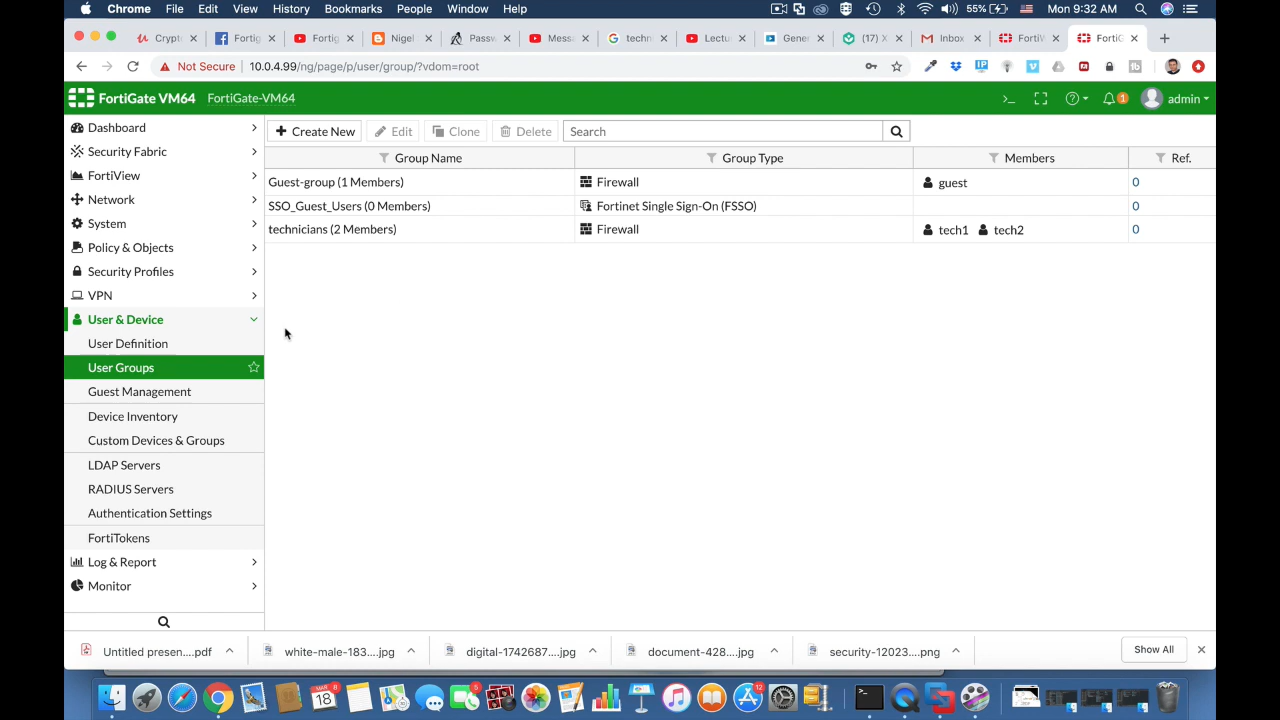 Chrome File Edit View History Bookmarks People Window Help 55% Mon 9:32 AM
Crypt Fortig Fortig Nigel Passw Messa techn Lectu Gener (17) X Inbox FortiW FortiG
Not Secure 10.0.4.99/ng/page/p/user/group/?vdom=root
FortiGate VM64 FortiGate-VM64 >_ 1 admin
Dashboard
Security Fabric
FortiView
Network
System
Policy & Objects
Security Profiles
VPN
User & Device
User Definition
User Groups
Guest Management
Device Inventory
Custom Devices & Groups
LDAP Servers
RADIUS Servers
Authentication Settings
FortiTokens
Log & Report
Monitor
Create New Edit Clone Delete Search
Group Name Group Type Members Ref.
Guest-group (1 Members) Firewall guest 0
SSO_Guest_Users (0 Members) Fortinet Single Sign-On (FSSO) 0
technicians (2 Members) Firewall tech1 tech2 0
Untitled presen....pdf white-male-183....jpg digital-1742687....jpg document-428....jpg security-12023....png Show All